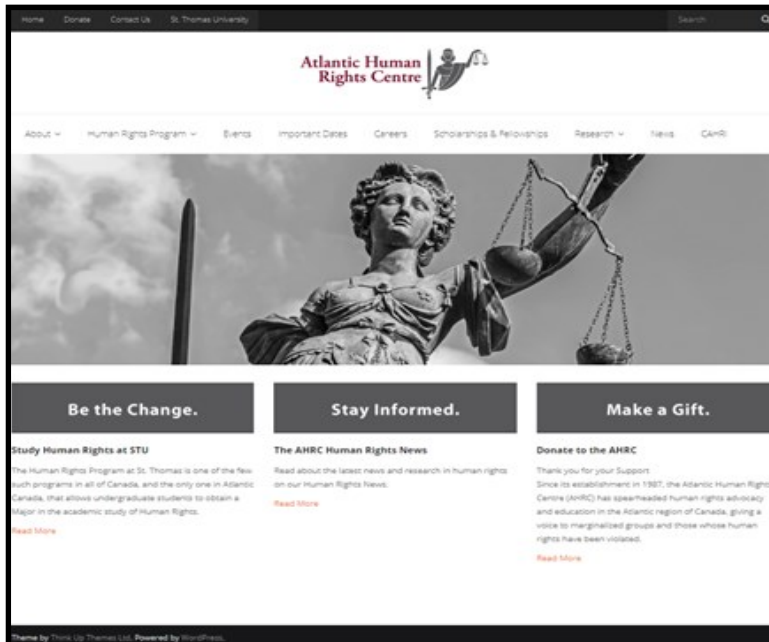 Home Donate Contact Us St. Thomas University Search
Atlantic Human
Rights Centre
About Human Rights Program Events Important Dates Careers Scholarships & Fellowships Research News CAHRI
Be the Change.
Study Human Rights at STU
The Human Rights Program at St. Thomas is one of the few
such programs in all of Canada, and the only one in Atlantic
Canada, that allows undergraduate students to obtain a
Major in the academic study of Human Rights.
Read More
Stay Informed.
The AHRC Human Rights News
Read about the latest news and research in human rights
on our Human Rights News.
Read More
Make a Gift.
Donate to the AHRC
Thank you for your Support
Since its establishment in 1987, the Atlantic Human Rights
Centre (AHRC) has spearheaded human rights advocacy
and education in the Atlantic region of Canada, giving a
voice to marginalized groups and those whose human
rights have been violated.
Read More
Theme by Think Up Themes Ltd. Powered by WordPress.